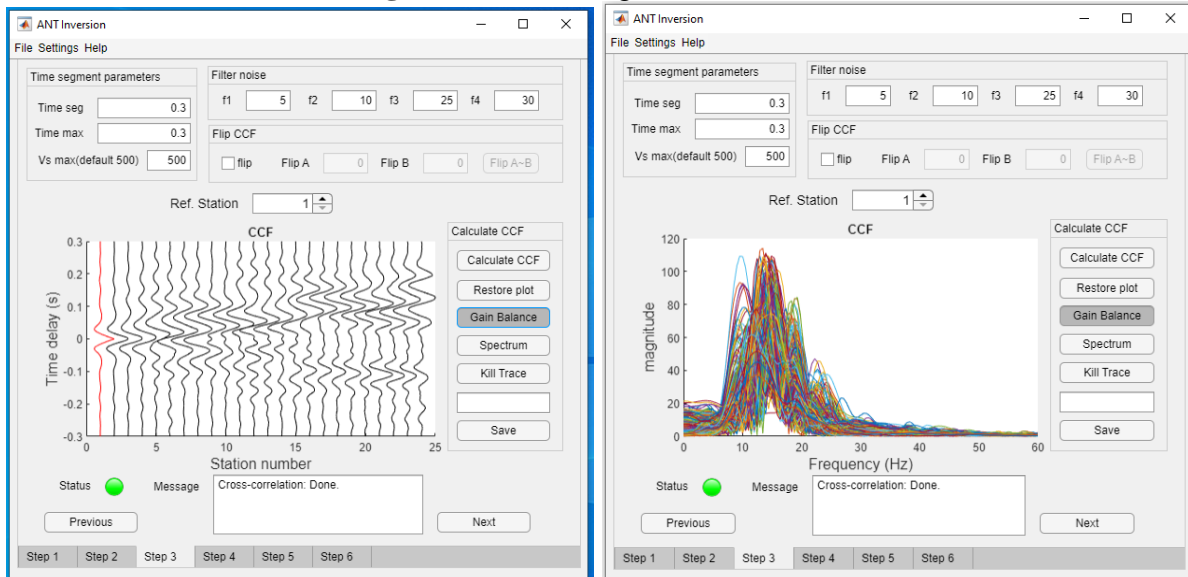 ANT Inversion
File Settings Help
Time segment parameters
Time seg 0.3
Time max 0.3
Vs max(default 500) 500
Filter noise
f1 5 f2 10 f3 25 f4 30
Flip CCF
flip Flip A 0 Flip B 0 Flip A~B
Ref. Station 1
CCF
Time delay (s)
0.3
0.2
0.1
0
-0.1
-0.2
-0.3
0 5 10 15 20 25
Station number
Calculate CCF
Calculate CCF
Restore plot
Gain Balance
Spectrum
Kill Trace
Save
Status Message Cross-correlation: Done.
Previous Next
Step 1 Step 2 Step 3 Step 4 Step 5 Step 6
ANT Inversion
File Settings Help
Time segment parameters
Time seg 0.3
Time max 0.3
Vs max(default 500) 500
Filter noise
f1 5 f2 10 f3 25 f4 30
Flip CCF
flip Flip A 0 Flip B 0 Flip A~B
Ref. Station 1
CCF
magnitude
120
100
80
60
40
20
0
0 10 20 30 40 50 60
Frequency (Hz)
Calculate CCF
Calculate CCF
Restore plot
Gain Balance
Spectrum
Kill Trace
Save
Status Message Cross-correlation: Done.
Previous Next
Step 1 Step 2 Step 3 Step 4 Step 5 Step 6